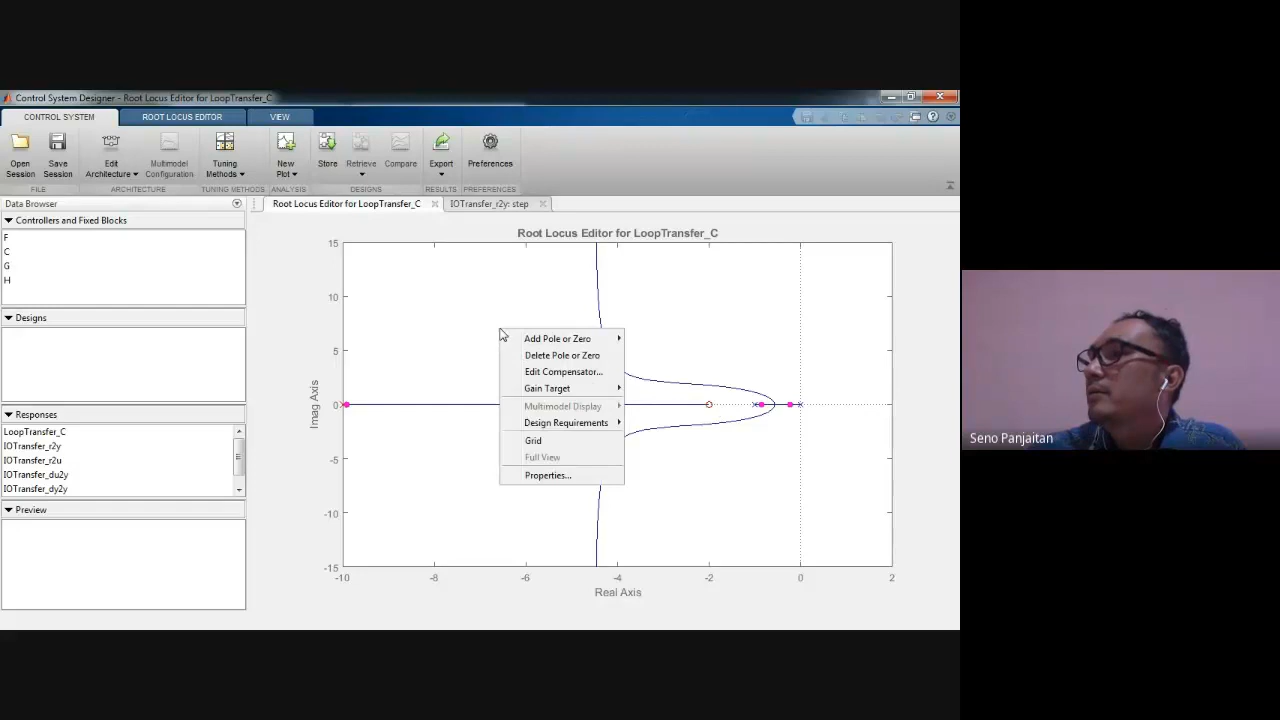 Control System Designer - Root Locus Editor for LoopTransfer_C
CONTROL SYSTEM
ROOT LOCUS EDITOR
VIEW
Open Session
Save Session
Edit Architecture
Multimodel Configuration
Tuning Methods
New Plot
Store
Retrieve
Compare
Export
Preferences
FILE
ARCHITECTURE
TUNING METHODS
ANALYSIS
DESIGNS
RESULTS
PREFERENCES
Data Browser
Controllers and Fixed Blocks
F
C
G
H
Designs
Responses
LoopTransfer_C
IOTransfer_r2y
IOTransfer_r2u
IOTransfer_du2y
IOTransfer_dy2y
Preview
Root Locus Editor for LoopTransfer_C
IOTransfer_r2y: step
Root Locus Editor for LoopTransfer_C
15
10
5
0
-5
-10
-15
Imag Axis
-10
-8
-6
-4
-2
0
2
Real Axis
Add Pole or Zero
Delete Pole or Zero
Edit Compensator...
Gain Target
Multimodel Display
Design Requirements
Grid
Full View
Properties...
Seno Panjaitan